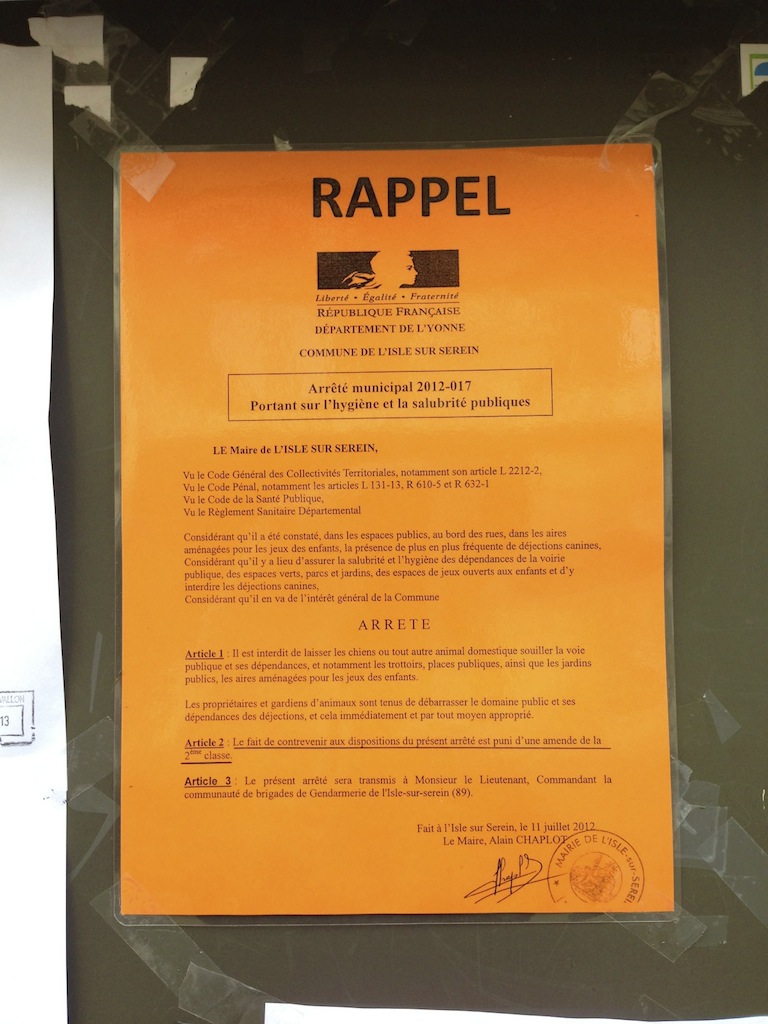 RAPPEL
Liberté • Égalité • Fraternité
RÉPUBLIQUE FRANÇAISE
DÉPARTEMENT DE L'YONNE
COMMUNE DE L'ISLE SUR SEREIN
Arrêté municipal 2012-017
Portant sur l'hygiène et la salubrité publiques
LE Maire de L'ISLE SUR SEREIN,
Vu le Code Général des Collectivités Territoriales, notamment son article L 2212-2,
Vu le Code Pénal, notamment les articles L 131-13, R 610-5 et R 632-1
Vu le Code de la Santé Publique,
Vu le Règlement Sanitaire Départemental
Considérant qu'il a été constaté, dans les espaces publics, au bord des rues, dans les aires
aménagées pour les jeux des enfants, la présence de plus en plus fréquente de déjections canines,
Considérant qu'il y a lieu d'assurer la salubrité et l'hygiène des dépendances de la voirie
publique, des espaces verts, parcs et jardins, des espaces de jeux ouverts aux enfants et d'y
interdire les déjections canines,
Considérant qu'il en va de l'intérêt général de la Commune
ARRETE
Article 1 : Il est interdit de laisser les chiens ou tout autre animal domestique souiller la voie
publique et ses dépendances, et notamment les trottoirs, places publiques, ainsi que les jardins
publics, les aires aménagées pour les jeux des enfants.
Les propriétaires et gardiens d'animaux sont tenus de débarrasser le domaine public et ses
dépendances des déjections, et cela immédiatement et par tout moyen approprié.
Article 2 : Le fait de contrevenir aux dispositions du présent arrêté est puni d'une amende de la
2ème classe.
Article 3 : Le présent arrêté sera transmis à Monsieur le Lieutenant, Commandant la
communauté de brigades de Gendarmerie de l'Isle-sur-serein (89).
Fait à l'Isle sur Serein, le 11 juillet 2012
Le Maire, Alain CHAPLOT
MAIRIE DE L'ISLE-sur-SEREIN
13